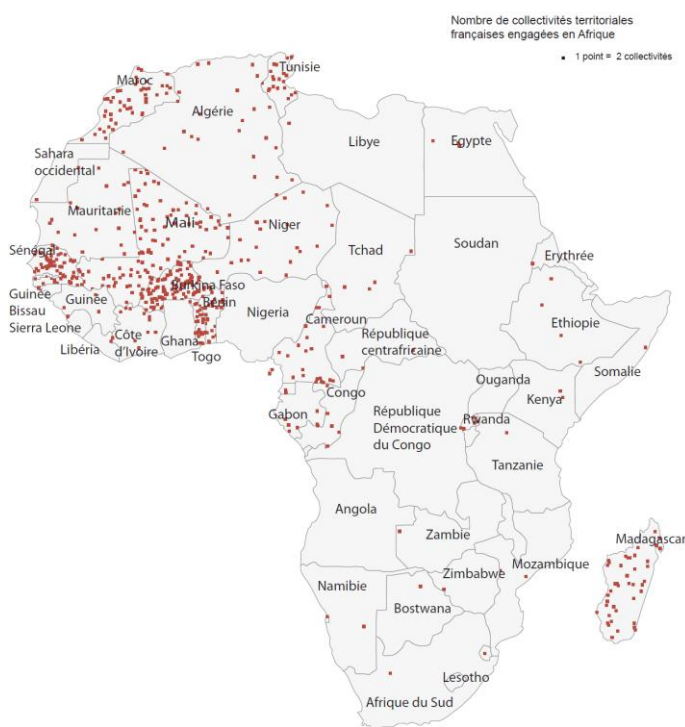 Nombre de collectivités territoriales
françaises engagées en Afrique
1 point = 2 collectivités
Tunisie
Maroc
Algérie
Libye
Egypte
Sahara
occidental
Mauritanie
Mali
Niger
Tchad
Soudan
Erythrée
Sénégal
Burkina Faso
Bénin
Guinée
Bissau
Guinée
Sierra Leone
Nigeria
Cameroun
République
centrafricaine
Ethiopie
Côte
d'Ivoire
Libéria
Ghana
Togo
Somalie
Ouganda
Kenya
Congo
Gabon
République
Démocratique
du Congo
Rwanda
Tanzanie
Angola
Zambie
Madagascar
Mozambique
Zimbabwe
Namibie
Bostwana
Lesotho
Afrique du Sud